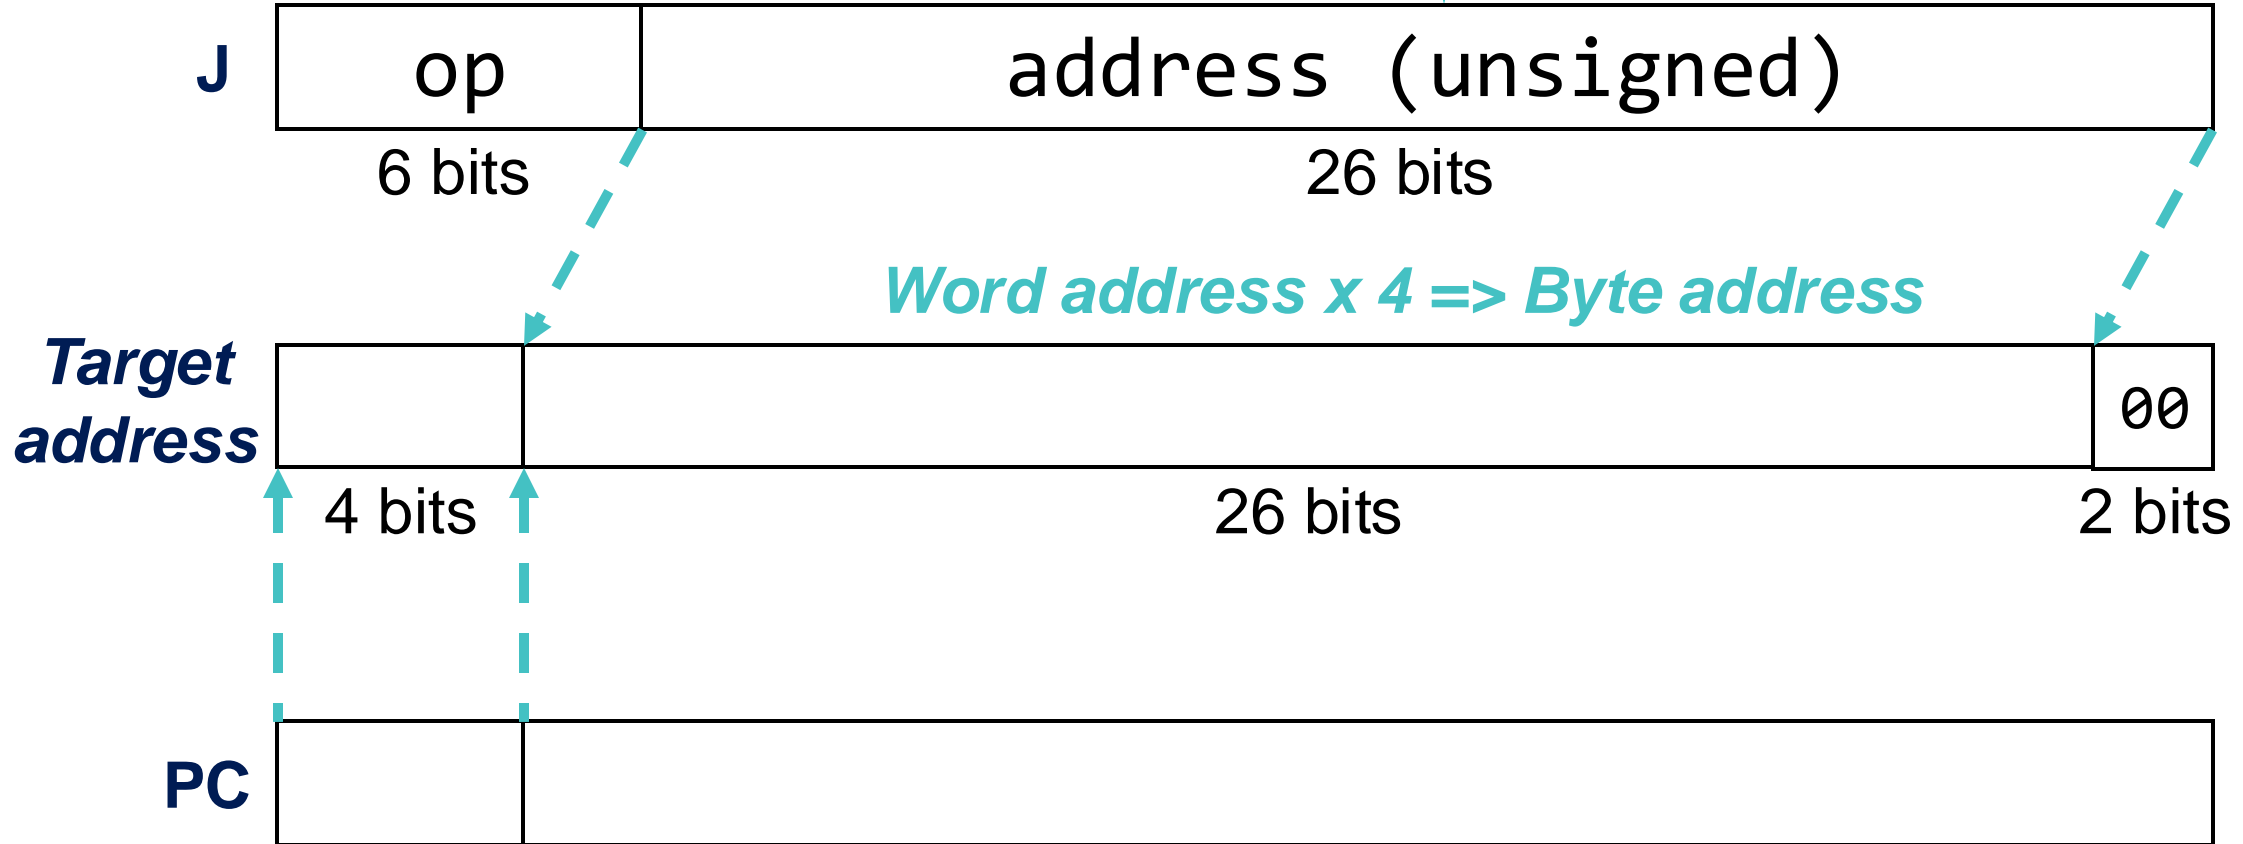 J op address (unsigned)
6 bits 26 bits
Word address x 4 => Byte address
Target
address
00
4 bits 26 bits 2 bits
PC